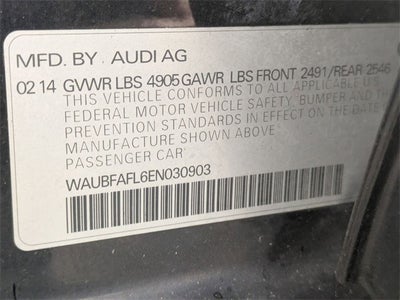 MFD. BY AUDI AG
02 14 GVWR LBS 4905 GAWR LBS FRONT 2491/REAR 2546
THIS VEHICLE CONFORMS TO ALL APPLICABLE
FEDERAL MOTOR VEHICLE SAFETY, BUMPER AND
PREVENTION STANDARDS IN EFFECT ON THE DATE
OF MANUFACTURE SHOWN ABOVE.
PASSENGER CAR
WAUBFAFL6EN030903